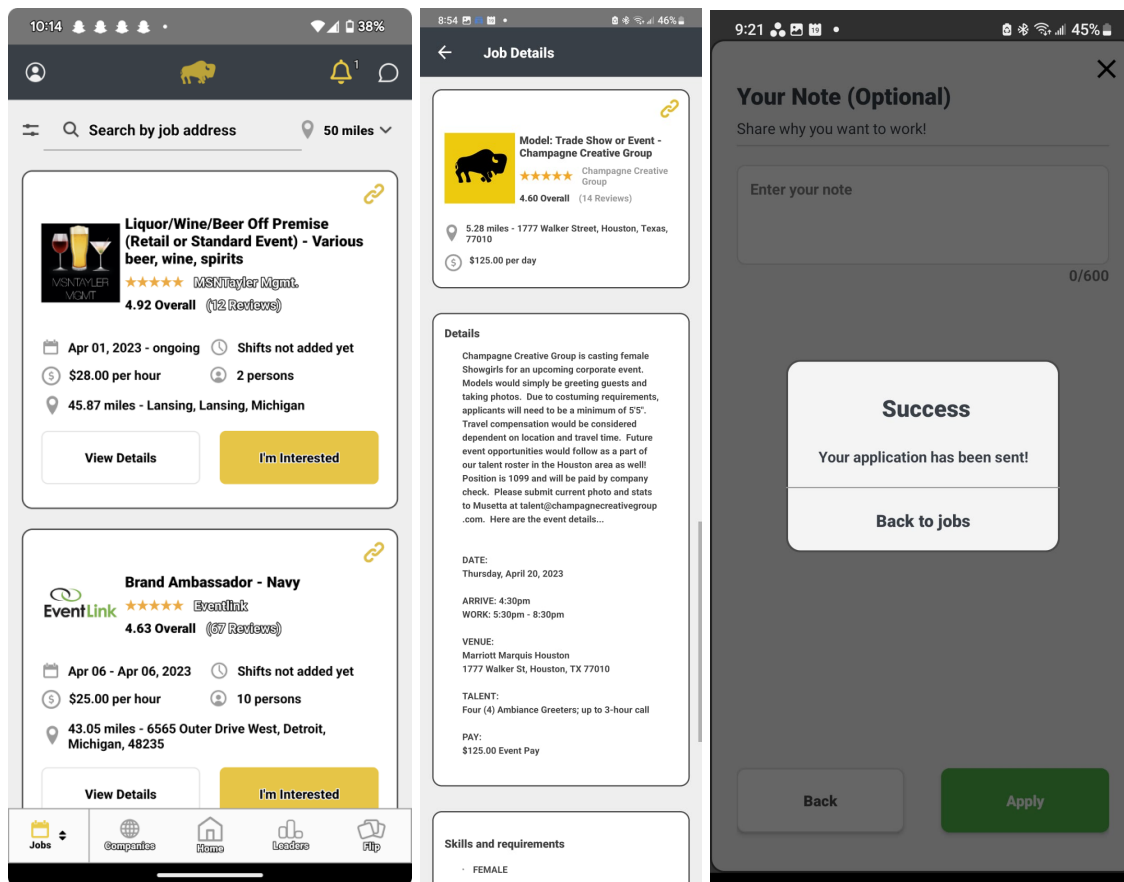 10:14
38%
1
Search by job address
50 miles
Liquor/Wine/Beer Off Premise
(Retail or Standard Event) - Various
beer, wine, spirits
MSNTAYLER
MGMT
MSNTayler Mgmt.
4.92 Overall (12 Reviews)
Apr 01, 2023 - ongoing
Shifts not added yet
$28.00 per hour
2 persons
45.87 miles - Lansing, Lansing, Michigan
View Details
I'm Interested
Brand Ambassador - Navy
EventLink
Eventlink
4.63 Overall (67 Reviews)
Apr 06 - Apr 06, 2023
Shifts not added yet
$25.00 per hour
10 persons
43.05 miles - 6565 Outer Drive West, Detroit,
Michigan, 48235
View Details
I'm Interested
Jobs
Companies
Home
Leaders
Flip
8:54
46%
Job Details
Model: Trade Show or Event -
Champagne Creative Group
Champagne Creative
Group
4.60 Overall (14 Reviews)
5.28 miles - 1777 Walker Street, Houston, Texas,
77010
$125.00 per day
Details
Champagne Creative Group is casting female
Showgirls for an upcoming corporate event.
Models would simply be greeting guests and
taking photos. Due to costuming requirements,
applicants will need to be a minimum of 5'5".
Travel compensation would be considered
dependent on location and travel time. Future
event opportunities would follow as a part of
our talent roster in the Houston area as well!
Position is 1099 and will be paid by company
check. Please submit current photo and stats
to Musetta at talent@champagnecreativegroup
.com. Here are the event details...
DATE:
Thursday, April 20, 2023
ARRIVE: 4:30pm
WORK: 5:30pm - 8:30pm
VENUE:
Marriott Marquis Houston
1777 Walker St, Houston, TX 77010
TALENT:
Four (4) Ambiance Greeters; up to 3-hour call
PAY:
$125.00 Event Pay
Skills and requirements
· FEMALE
9:21
19
45%
Your Note (Optional)
Share why you want to work!
Enter your note
0/600
Success
Your application has been sent!
Back to jobs
Back
Apply